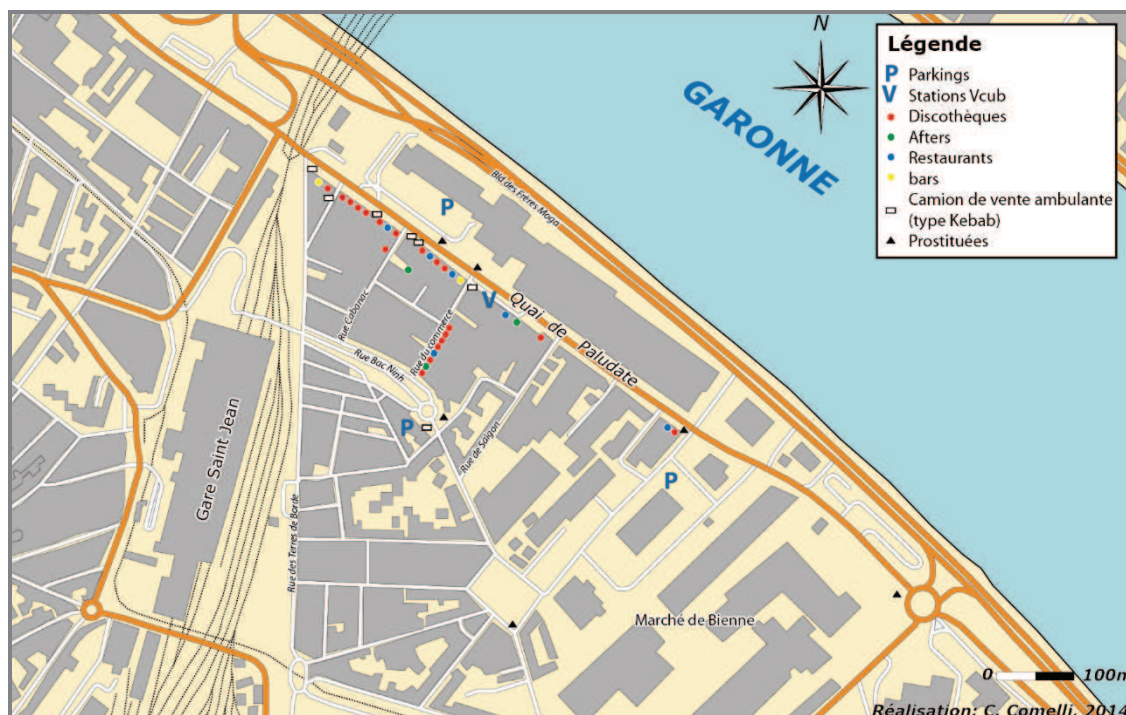 N
GARONNE
Légende
P Parkings
V Stations Vcub
Discothèques
Afters
Restaurants
bars
Camion de vente ambulante
(type Kebab)
Prostituées
Bld des Frères Moga
P
V
Quai de Paludate
Rue Cabanac
Rue du commerce
Rue Bac Ninh
P
Rue de Saïgon
P
Gare Saint Jean
Rue des Terres de Borde
Marché de Bienne
0 100m
Réalisation: C. Comelli, 2014